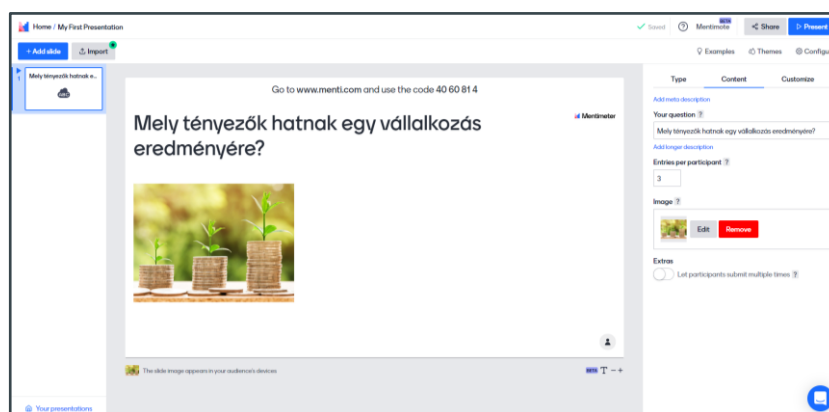 Home / My First Presentation
Saved
Mentimote
BETA
Share
Present
+ Add slide
Import
Examples
Themes
Configu
1
Mely tényezők hatnak e...
ABC
Go to www.menti.com and use the code 40 60 81 4
Mely tényezők hatnak egy vállalkozás
eredményére?
Mentimeter
The slide image appears in your audience's devices
BETA T − +
Your presentations
Type
Content
Customize
Add meta description
Your question ?
Mely tényezők hatnak egy vállalkozás eredményére?
Add longer description
Entries per participant ?
3
Image ?
Edit
Remove
Extras
Let participants submit multiple times ?